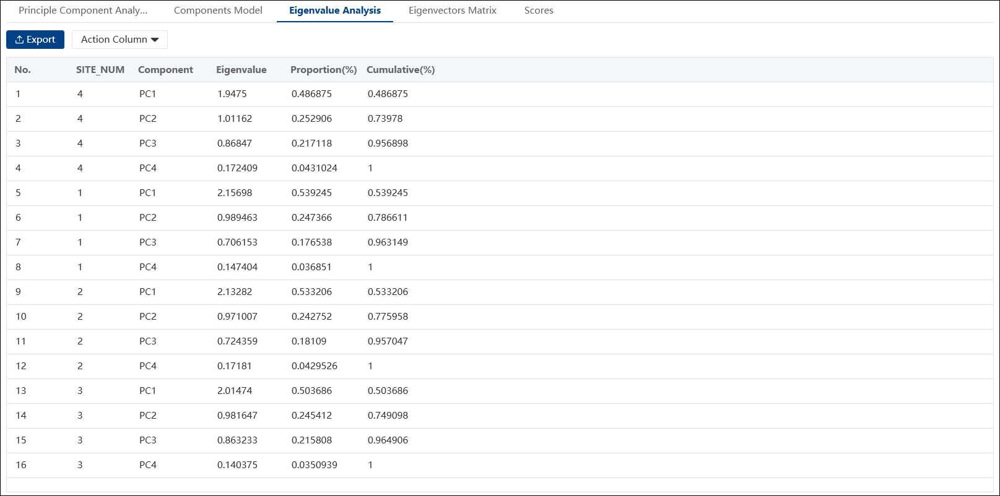 Principle Component Analy... Components Model Eigenvalue Analysis Eigenvectors Matrix Scores
Export Action Column
No. SITE_NUM Component Eigenvalue Proportion(%) Cumulative(%)
1 4 PC1 1.9475 0.486875 0.486875
2 4 PC2 1.01162 0.252906 0.73978
3 4 PC3 0.86847 0.217118 0.956898
4 4 PC4 0.172409 0.0431024 1
5 1 PC1 2.15698 0.539245 0.539245
6 1 PC2 0.989463 0.247366 0.786611
7 1 PC3 0.706153 0.176538 0.963149
8 1 PC4 0.147404 0.036851 1
9 2 PC1 2.13282 0.533206 0.533206
10 2 PC2 0.971007 0.242752 0.775958
11 2 PC3 0.724359 0.18109 0.957047
12 2 PC4 0.17181 0.0429526 1
13 3 PC1 2.01474 0.503686 0.503686
14 3 PC2 0.981647 0.245412 0.749098
15 3 PC3 0.863233 0.215808 0.964906
16 3 PC4 0.140375 0.0350939 1